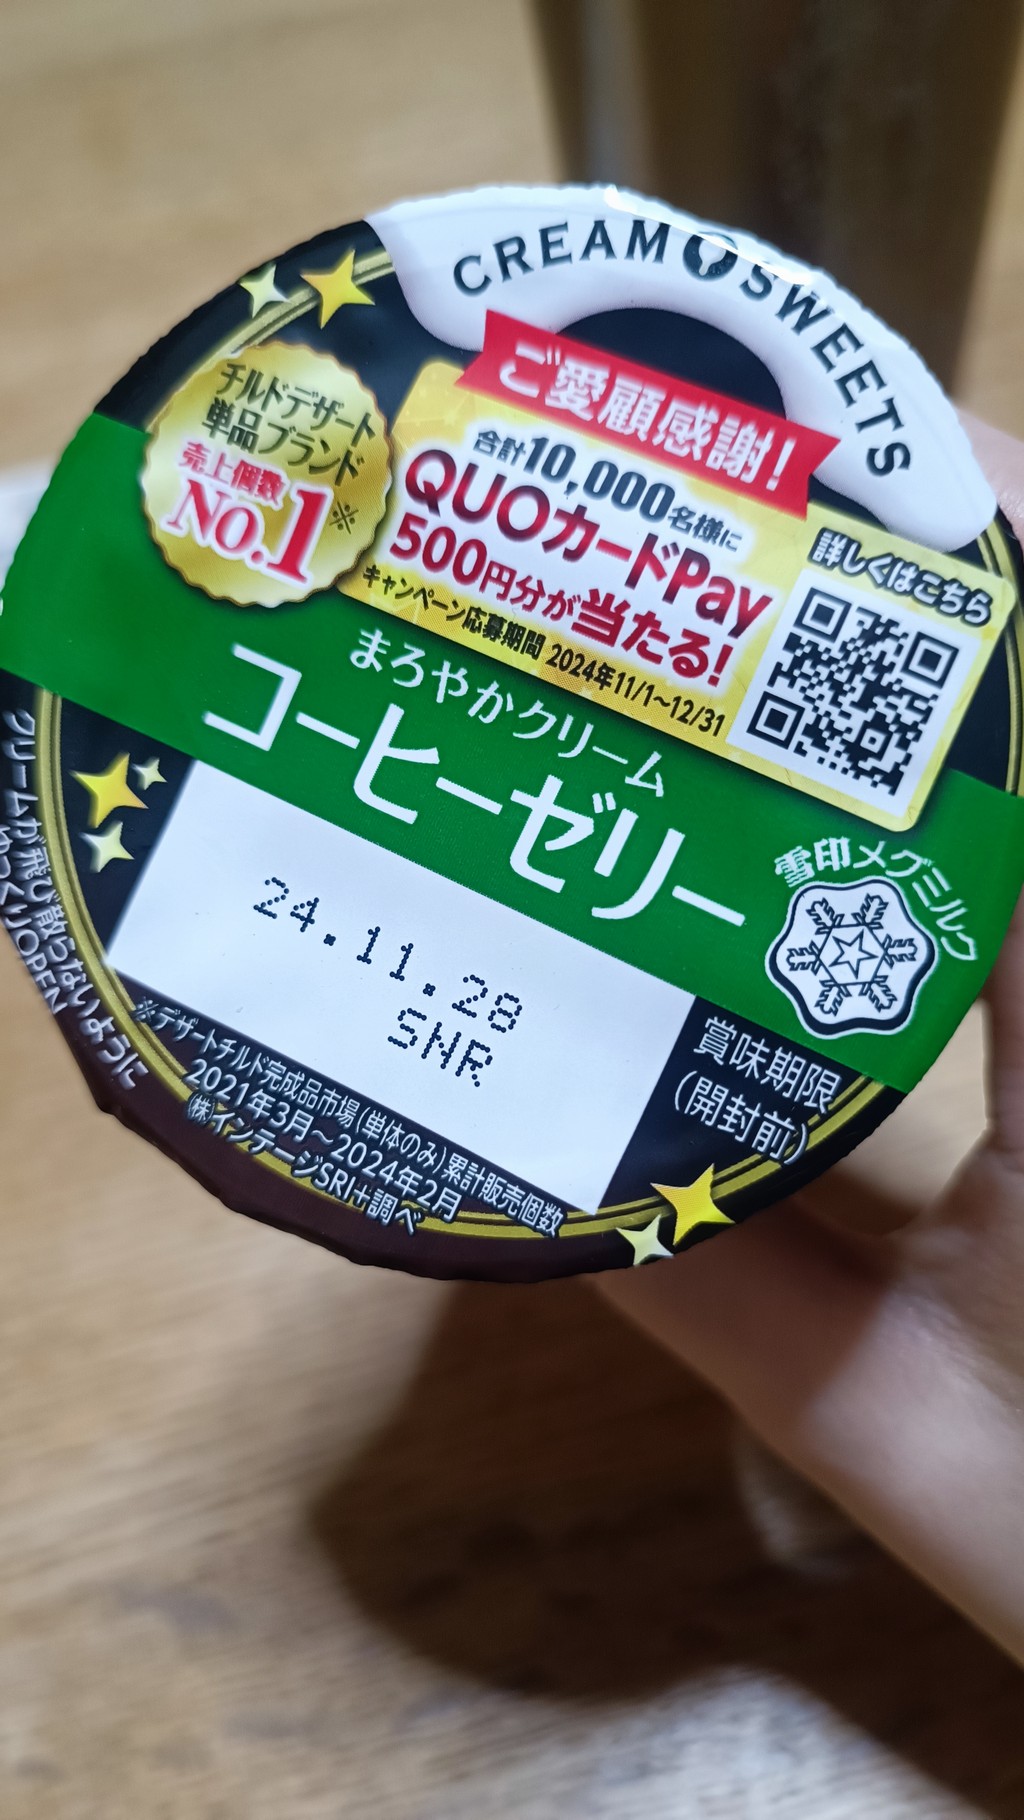 CREAM SWEETS
チルドデザート
単品ブランド
売上個数
No.1※
ご愛顧感謝!
合計10,000名様に
QUOカードPay
500円分が当たる!
キャンペーン応募期間 2024年11/1~12/31
詳しくはこちら
まろやかクリーム
コーヒーゼリー
雪印メグミルク
24.11.28
SNR
賞味期限
(開封前)
※デザートチルド完成品市場(単体のみ)累計販売個数
2021年3月~2024年2月
(株)インテージSRI+調べ
クリームが飛び散らないように
ゆっくりOPEN